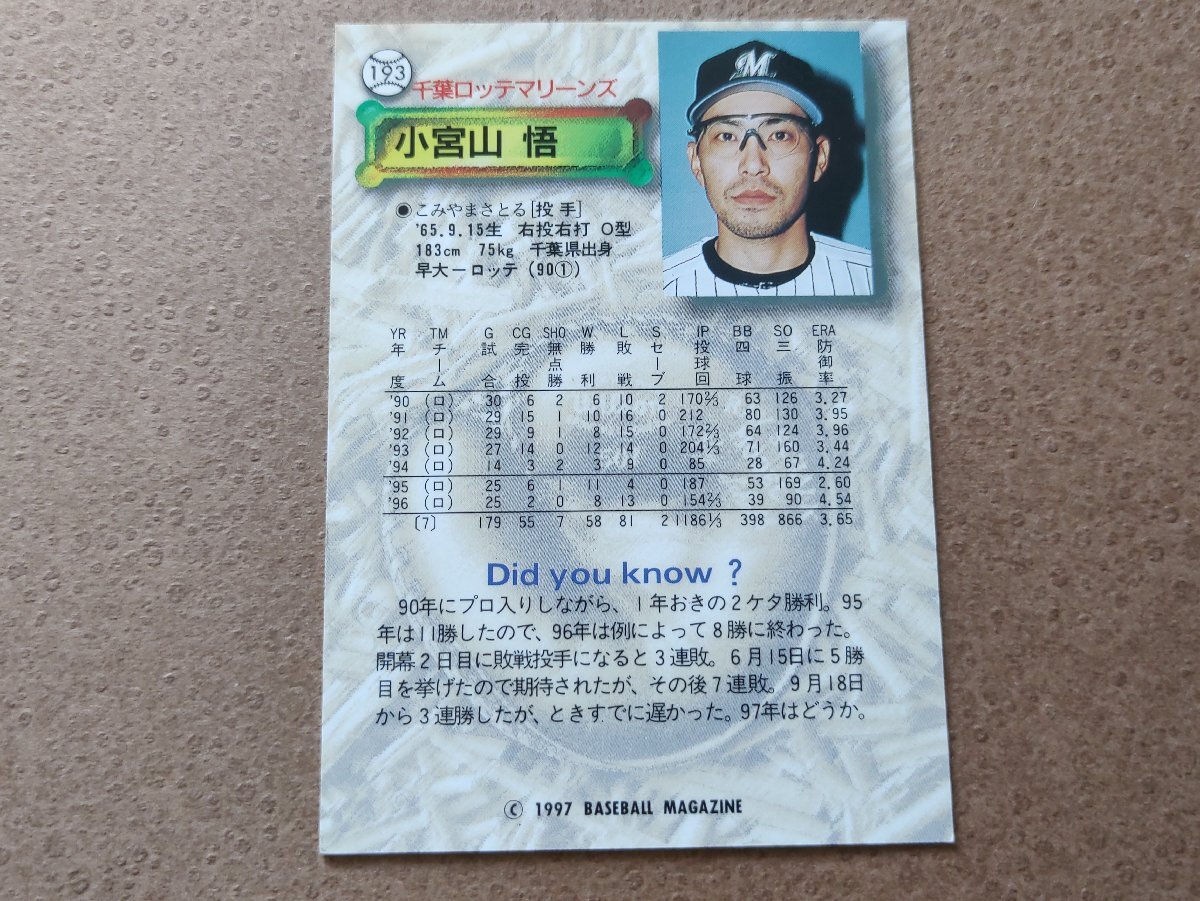 193
千葉ロッテマリーンズ
小宮山 悟
M
●こみやまさとる[投 手]
'65.9.15生 右投右打 O型
183cm 75kg 千葉県出身
早大－ロッテ（90①）
YR TM G CG SHO W L S IP BB SO ERA
年度 チーム 試合 完投 無点勝 勝利 敗戦 セーブ 投球回 四球 三振 防御率
'90 (ロ) 30 6 2 6 10 2 170⅔ 63 126 3.27
'91 (ロ) 29 15 1 10 16 0 212 80 130 3.95
'92 (ロ) 29 9 1 8 15 0 172⅔ 64 124 3.96
'93 (ロ) 27 14 0 12 14 0 204⅓ 71 160 3.44
'94 (ロ) 14 3 2 3 9 0 85 28 67 4.24
'95 (ロ) 25 6 1 11 4 0 187 53 169 2.60
'96 (ロ) 25 2 0 8 13 0 154⅔ 39 90 4.54
〔7〕 179 55 7 58 81 2 1186⅓ 398 866 3.65
Did you know ?
90年にプロ入りしながら、1年おきの2ケタ勝利。95
年は11勝したので、96年は例によって8勝に終わった。
開幕2日目に敗戦投手になると3連敗。6月15日に5勝
目を挙げたので期待されたが、その後7連敗。9月18日
から3連勝したが、ときすでに遅かった。97年はどうか。
© 1997 BASEBALL MAGAZINE